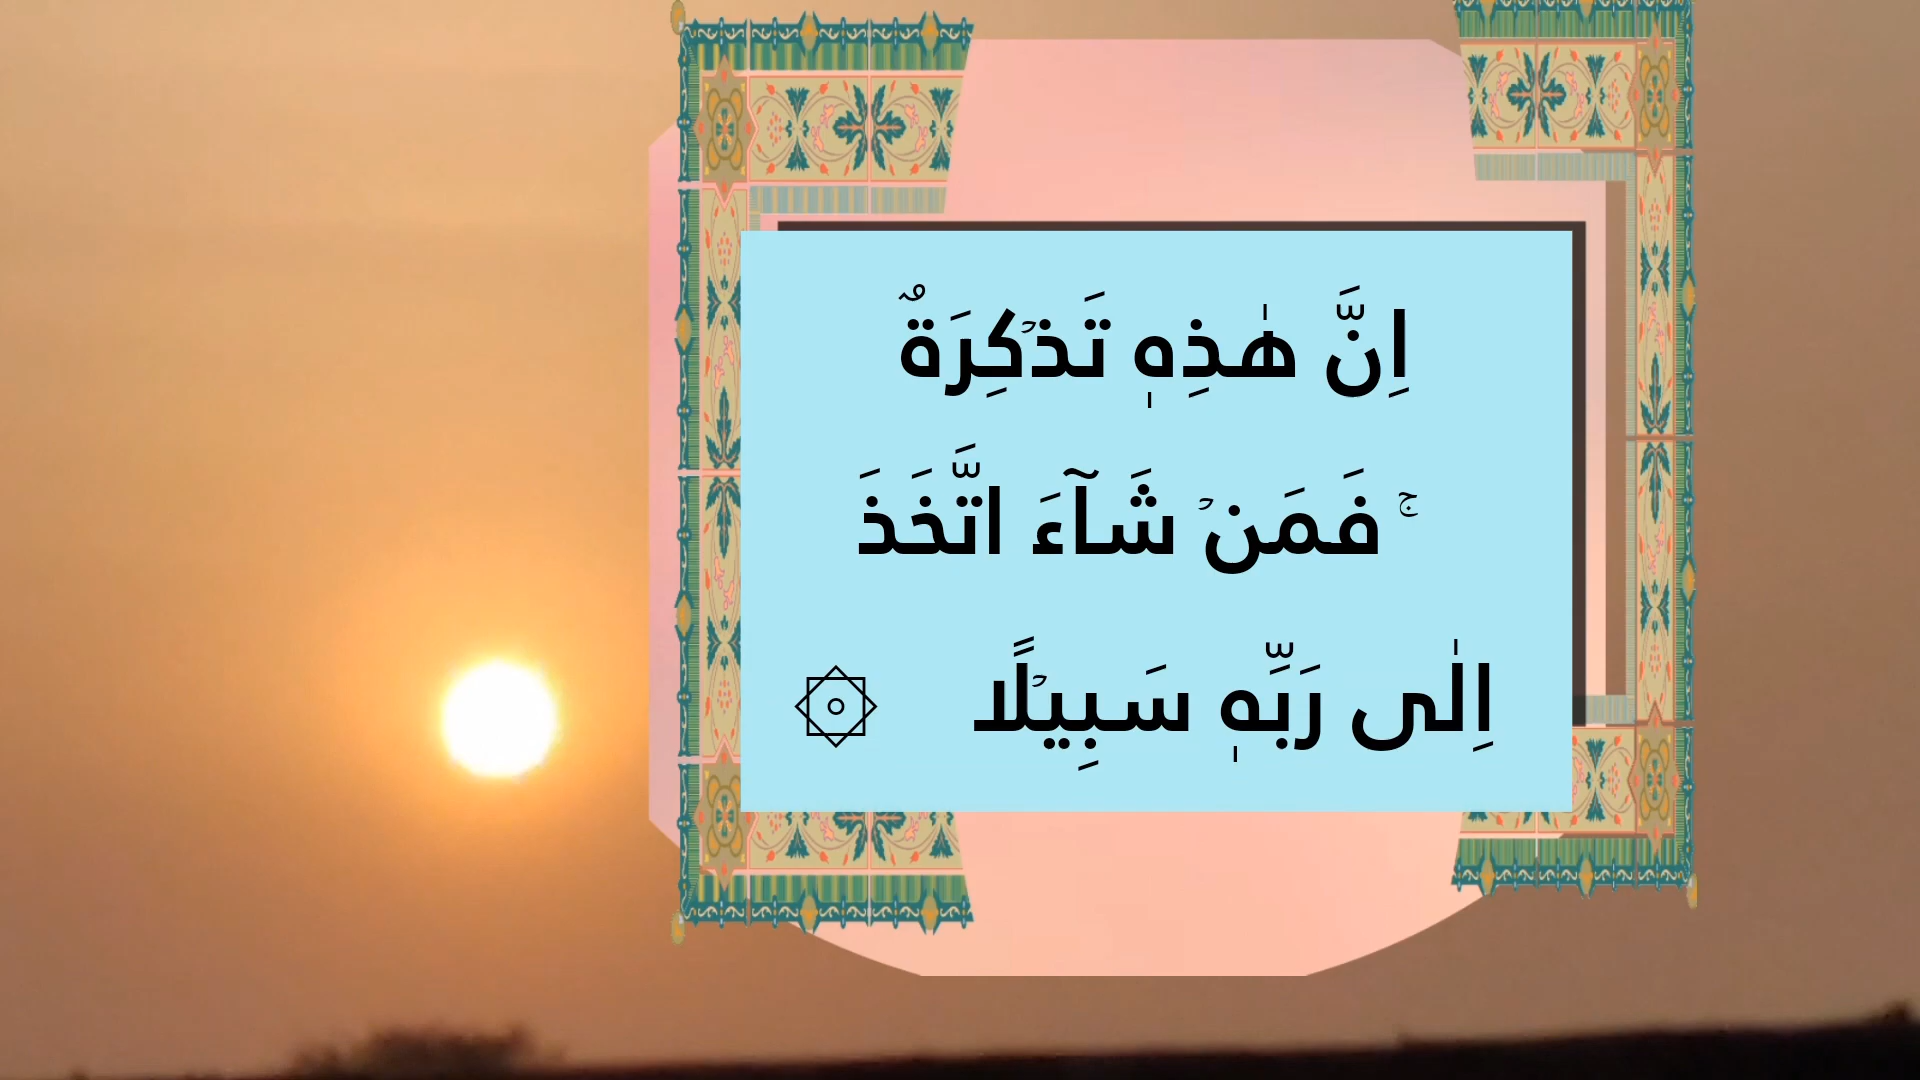 اِنَّ هٰذِهٖ تَذۡكِرَةٌ
ۚ فَمَنۡ شَآءَ اتَّخَذَ
اِلٰى رَبِّهٖ سَبِيۡلًا ۞